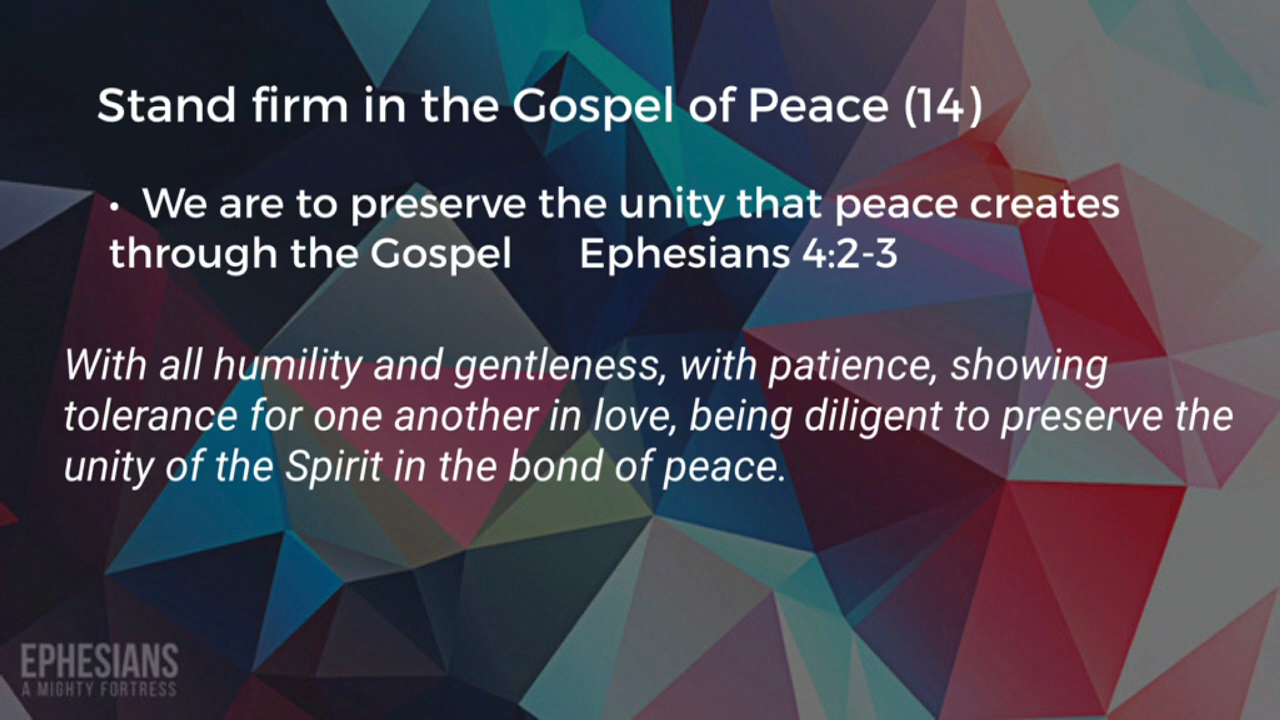 Stand firm in the Gospel of Peace (14)
• We are to preserve the unity that peace creates
through the Gospel Ephesians 4:2-3
With all humility and gentleness, with patience, showing
tolerance for one another in love, being diligent to preserve the
unity of the Spirit in the bond of peace.
EPHESIANS
A MIGHTY FORTRESS